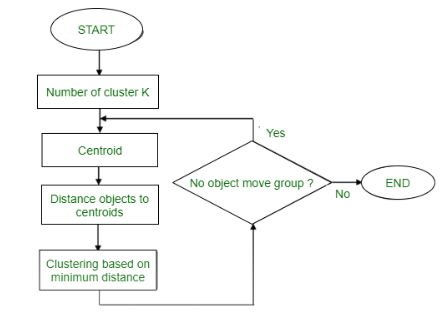 START
Number of cluster K
Yes
Centroid
No object move group ?
END
No
Distance objects to
centroids
Clustering based on
minimum distance